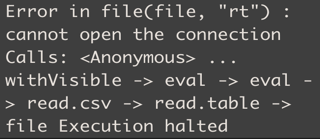 Error in file(file, "rt") :
cannot open the connection
Calls: <Anonymous> ...
withVisible -> eval -> eval -
> read.csv -> read.table ->
file Execution halted